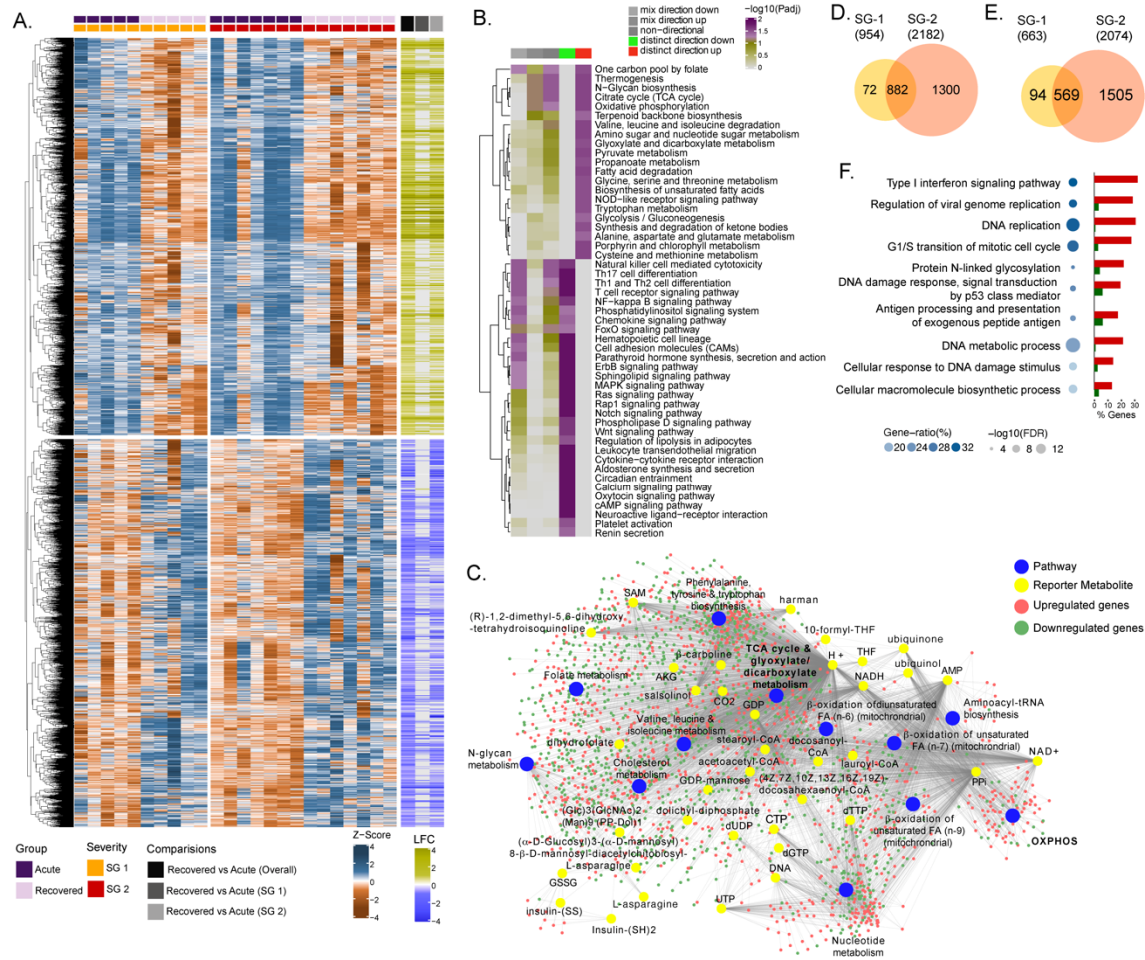 A.
Group
Acute
Recovered
Severity
SG 1
SG 2
Comparisions
Recovered vs Acute (Overall)
Recovered vs Acute (SG 1)
Recovered vs Acute (SG 2)
Z-Score
4
2
0
-2
-4
LFC
4
2
0
-2
-4
B.
mix direction down
mix direction up
non-directional
distinct direction down
distinct direction up
-log10(Padj)
2
1.5
1
0.5
0
One carbon pool by folate
Thermogenesis
N-Glycan biosynthesis
Citrate cycle (TCA cycle)
Oxidative phosphorylation
Terpenoid backbone biosynthesis
Valine, leucine and isoleucine degradation
Amino sugar and nucleotide sugar metabolism
Glyoxylate and dicarboxylate metabolism
Pyruvate metabolism
Propanoate metabolism
Fatty acid degradation
Glycine, serine and threonine metabolism
Biosynthesis of unsaturated fatty acids
NOD-like receptor signaling pathway
Tryptophan metabolism
Glycolysis / Gluconeogenesis
Synthesis and degradation of ketone bodies
Alanine, aspartate and glutamate metabolism
Porphyrin and chlorophyll metabolism
Cysteine and methionine metabolism
Natural killer cell mediated cytotoxicity
Th17 cell differentiation
Th1 and Th2 cell differentiation
T cell receptor signaling pathway
NF-kappa B signaling pathway
Phosphatidylinositol signaling system
Chemokine signaling pathway
FoxO signaling pathway
Hematopoietic cell lineage
Cell adhesion molecules (CAMs)
Parathyroid hormone synthesis, secretion and action
ErbB signaling pathway
Sphingolipid signaling pathway
MAPK signaling pathway
Ras signaling pathway
Rap1 signaling pathway
Notch signaling pathway
Phospholipase D signaling pathway
Wnt signaling pathway
Regulation of lipolysis in adipocytes
Leukocyte transendothelial migration
Cytokine-cytokine receptor interaction
Aldosterone synthesis and secretion
Circadian entrainment
Calcium signaling pathway
Oxytocin signaling pathway
cAMP signaling pathway
Neuroactive ligand-receptor interaction
Platelet activation
Renin secretion
D.
SG-1
(954)
SG-2
(2182)
72
882
1300
E.
SG-1
(663)
SG-2
(2074)
94
569
1505
F.
Type I interferon signaling pathway
Regulation of viral genome replication
DNA replication
G1/S transition of mitotic cell cycle
Protein N-linked glycosylation
DNA damage response, signal transduction
by p53 class mediator
Antigen processing and presentation
of exogenous peptide antigen
DNA metabolic process
Cellular response to DNA damage stimulus
Cellular macromolecule biosynthetic process
0 10 20 30
% Genes
Gene-ratio(%)
20 24 28 32
-log10(FDR)
4 8 12
C.
Pathway
Reporter Metabolite
Upregulated genes
Downregulated genes
SAM
Phenylalanine,
tyrosine & tryptophan
biosynthesis
harman
(R)-1,2-dimethyl-5,6-dihydroxy
-tetrahydroisoquinoline
10-formyl-THF
β-carboline
TCA cycle &
glyoxylate/
dicarboxylate
metabolism
H +
THF
ubiquinone
ubiquinol
AKG
NADH
AMP
Folate metabolism
salsolinol
CO2
GDP
β-oxidation of diunsaturated
FA (n-6) (mitochrondrial)
Aminoacyl-tRNA
biosynthesis
Valine, leucine &
isoleucine metabolism
stearoyl-CoA
docosanoyl-
CoA
β-oxidation of unsaturated
FA (n-7) (mitochrondrial)
dihydrofolate
N-glycan
metabolism
acetoacetyl-CoA
lauroyl-CoA
NAD+
Cholesterol metabolism
GDP-mannose
(4Z,7Z,10Z,13Z,16Z,19Z)-
docosahexaenoyl-CoA
PPi
(Glc)3-(GlcNAc)2
(Man)9 (PP-Dol)1
dolichyl-diphosphate
dTTP
β-oxidation of
unsaturated FA (n-9)
(mitochondrial)
OXPHOS
dUDP
CTP
(α-D-Glucosyl)3-(α-D-mannosyl)
8-β-D-mannosyl-diacetylchitobiosyl-
L-asparagine
dGTP
DNA
GSSG
L-asparagine
UTP
insulin-(SS)
Insulin-(SH)2
Nucleotide
metabolism